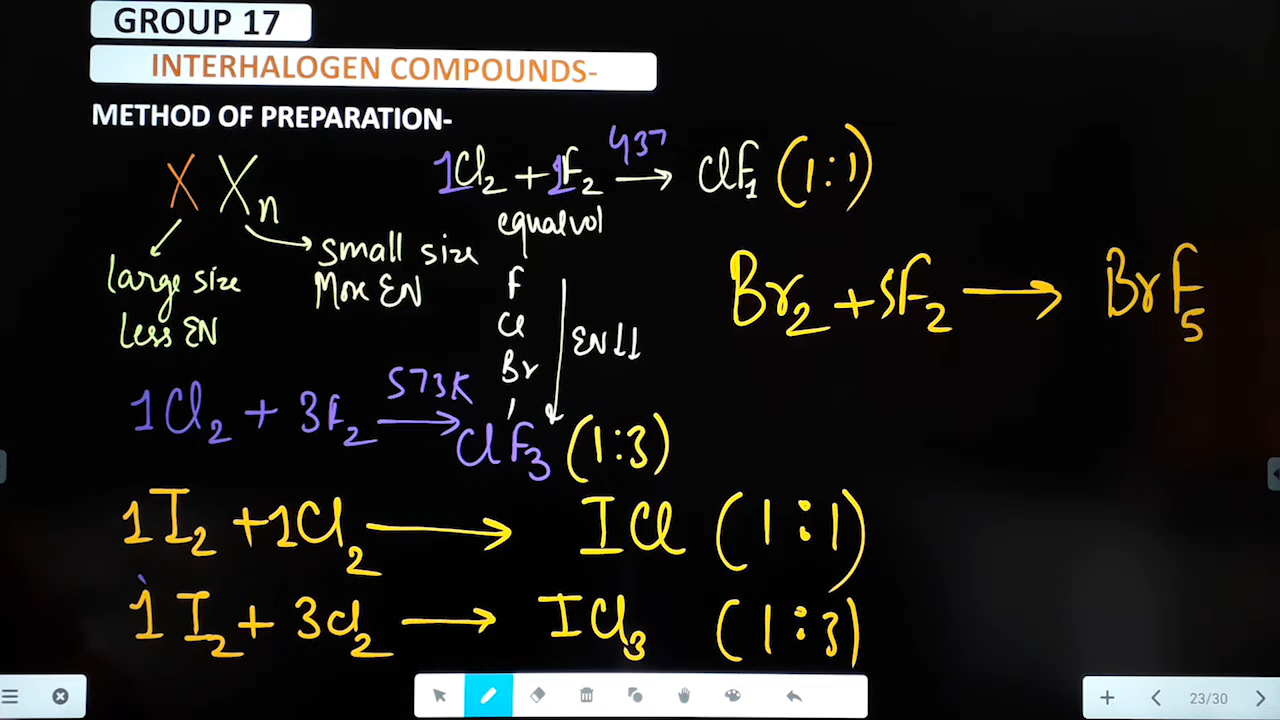 GROUP 17
INTERHALOGEN COMPOUNDS-
METHOD OF PREPARATION-
X Xn
large size
less EN
small size
More EN
1Cl2 + 1F2 → ClF1 (1:1)
437
equal vol
F
Cl
Br
I
EN↓↓
Br2 + 5F2 → BrF5
1Cl2 + 3F2 → ClF3 (1:3)
573K
1I2 + 1Cl2 → ICl (1:1)
1I2 + 3Cl2 → ICl3 (1:3)
23/30